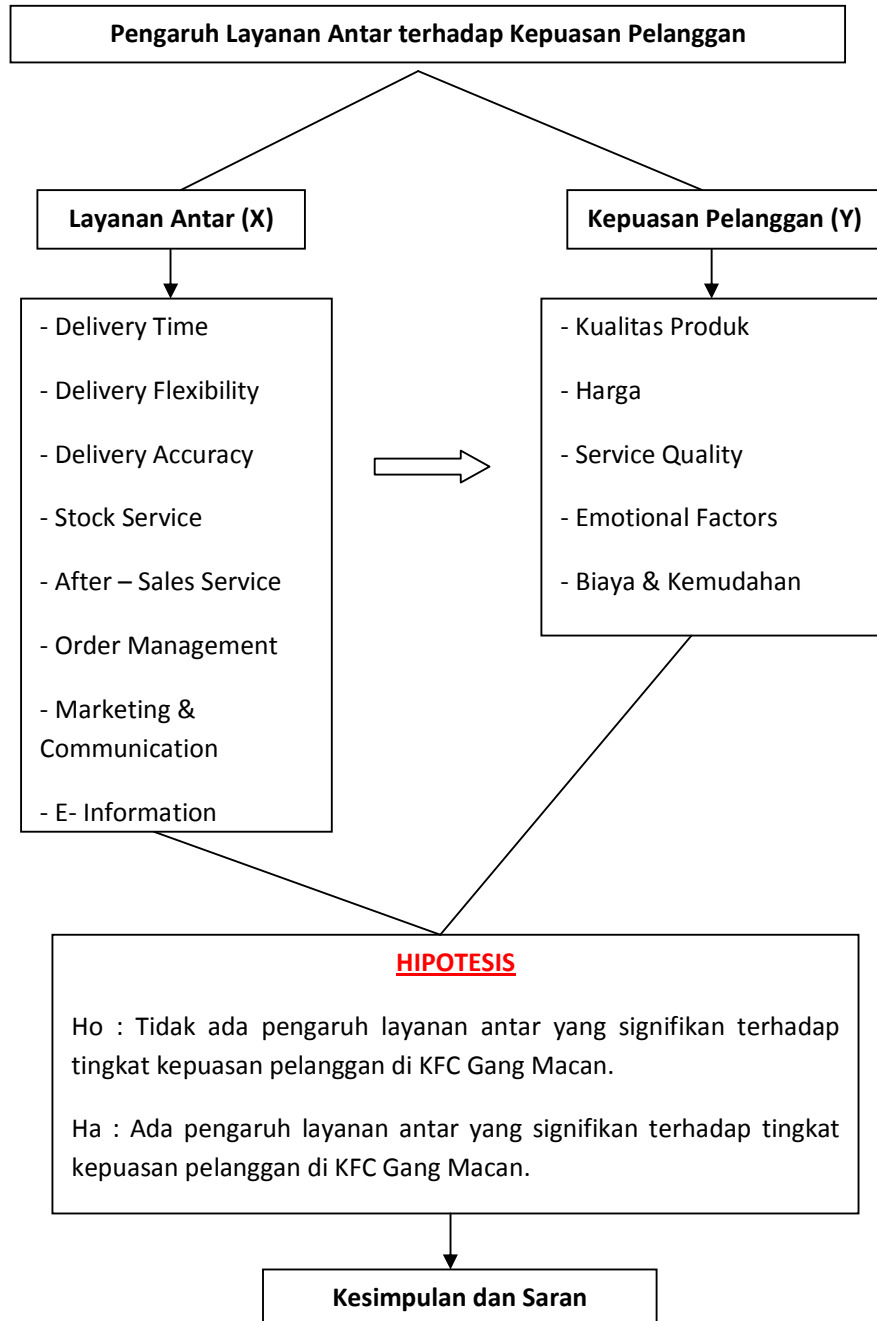 Pengaruh Layanan Antar terhadap Kepuasan Pelanggan
Layanan Antar (X)
Kepuasan Pelanggan (Y)
- Delivery Time
- Delivery Flexibility
- Delivery Accuracy
- Stock Service
- After – Sales Service
- Order Management
- Marketing &
Communication
- E- Information
- Kualitas Produk
- Harga
- Service Quality
- Emotional Factors
- Biaya & Kemudahan
HIPOTESIS
Ho : Tidak ada pengaruh layanan antar yang signifikan terhadap
tingkat kepuasan pelanggan di KFC Gang Macan.
Ha : Ada pengaruh layanan antar yang signifikan terhadap tingkat
kepuasan pelanggan di KFC Gang Macan.
Kesimpulan dan Saran